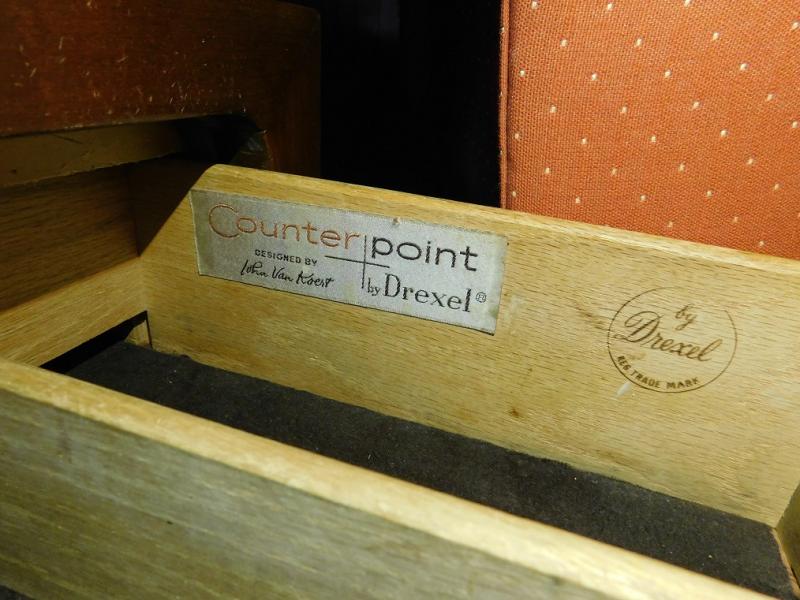 Counterpoint
DESIGNED BY
John Van Koert
by Drexel®
by
Drexel
REG TRADE MARK